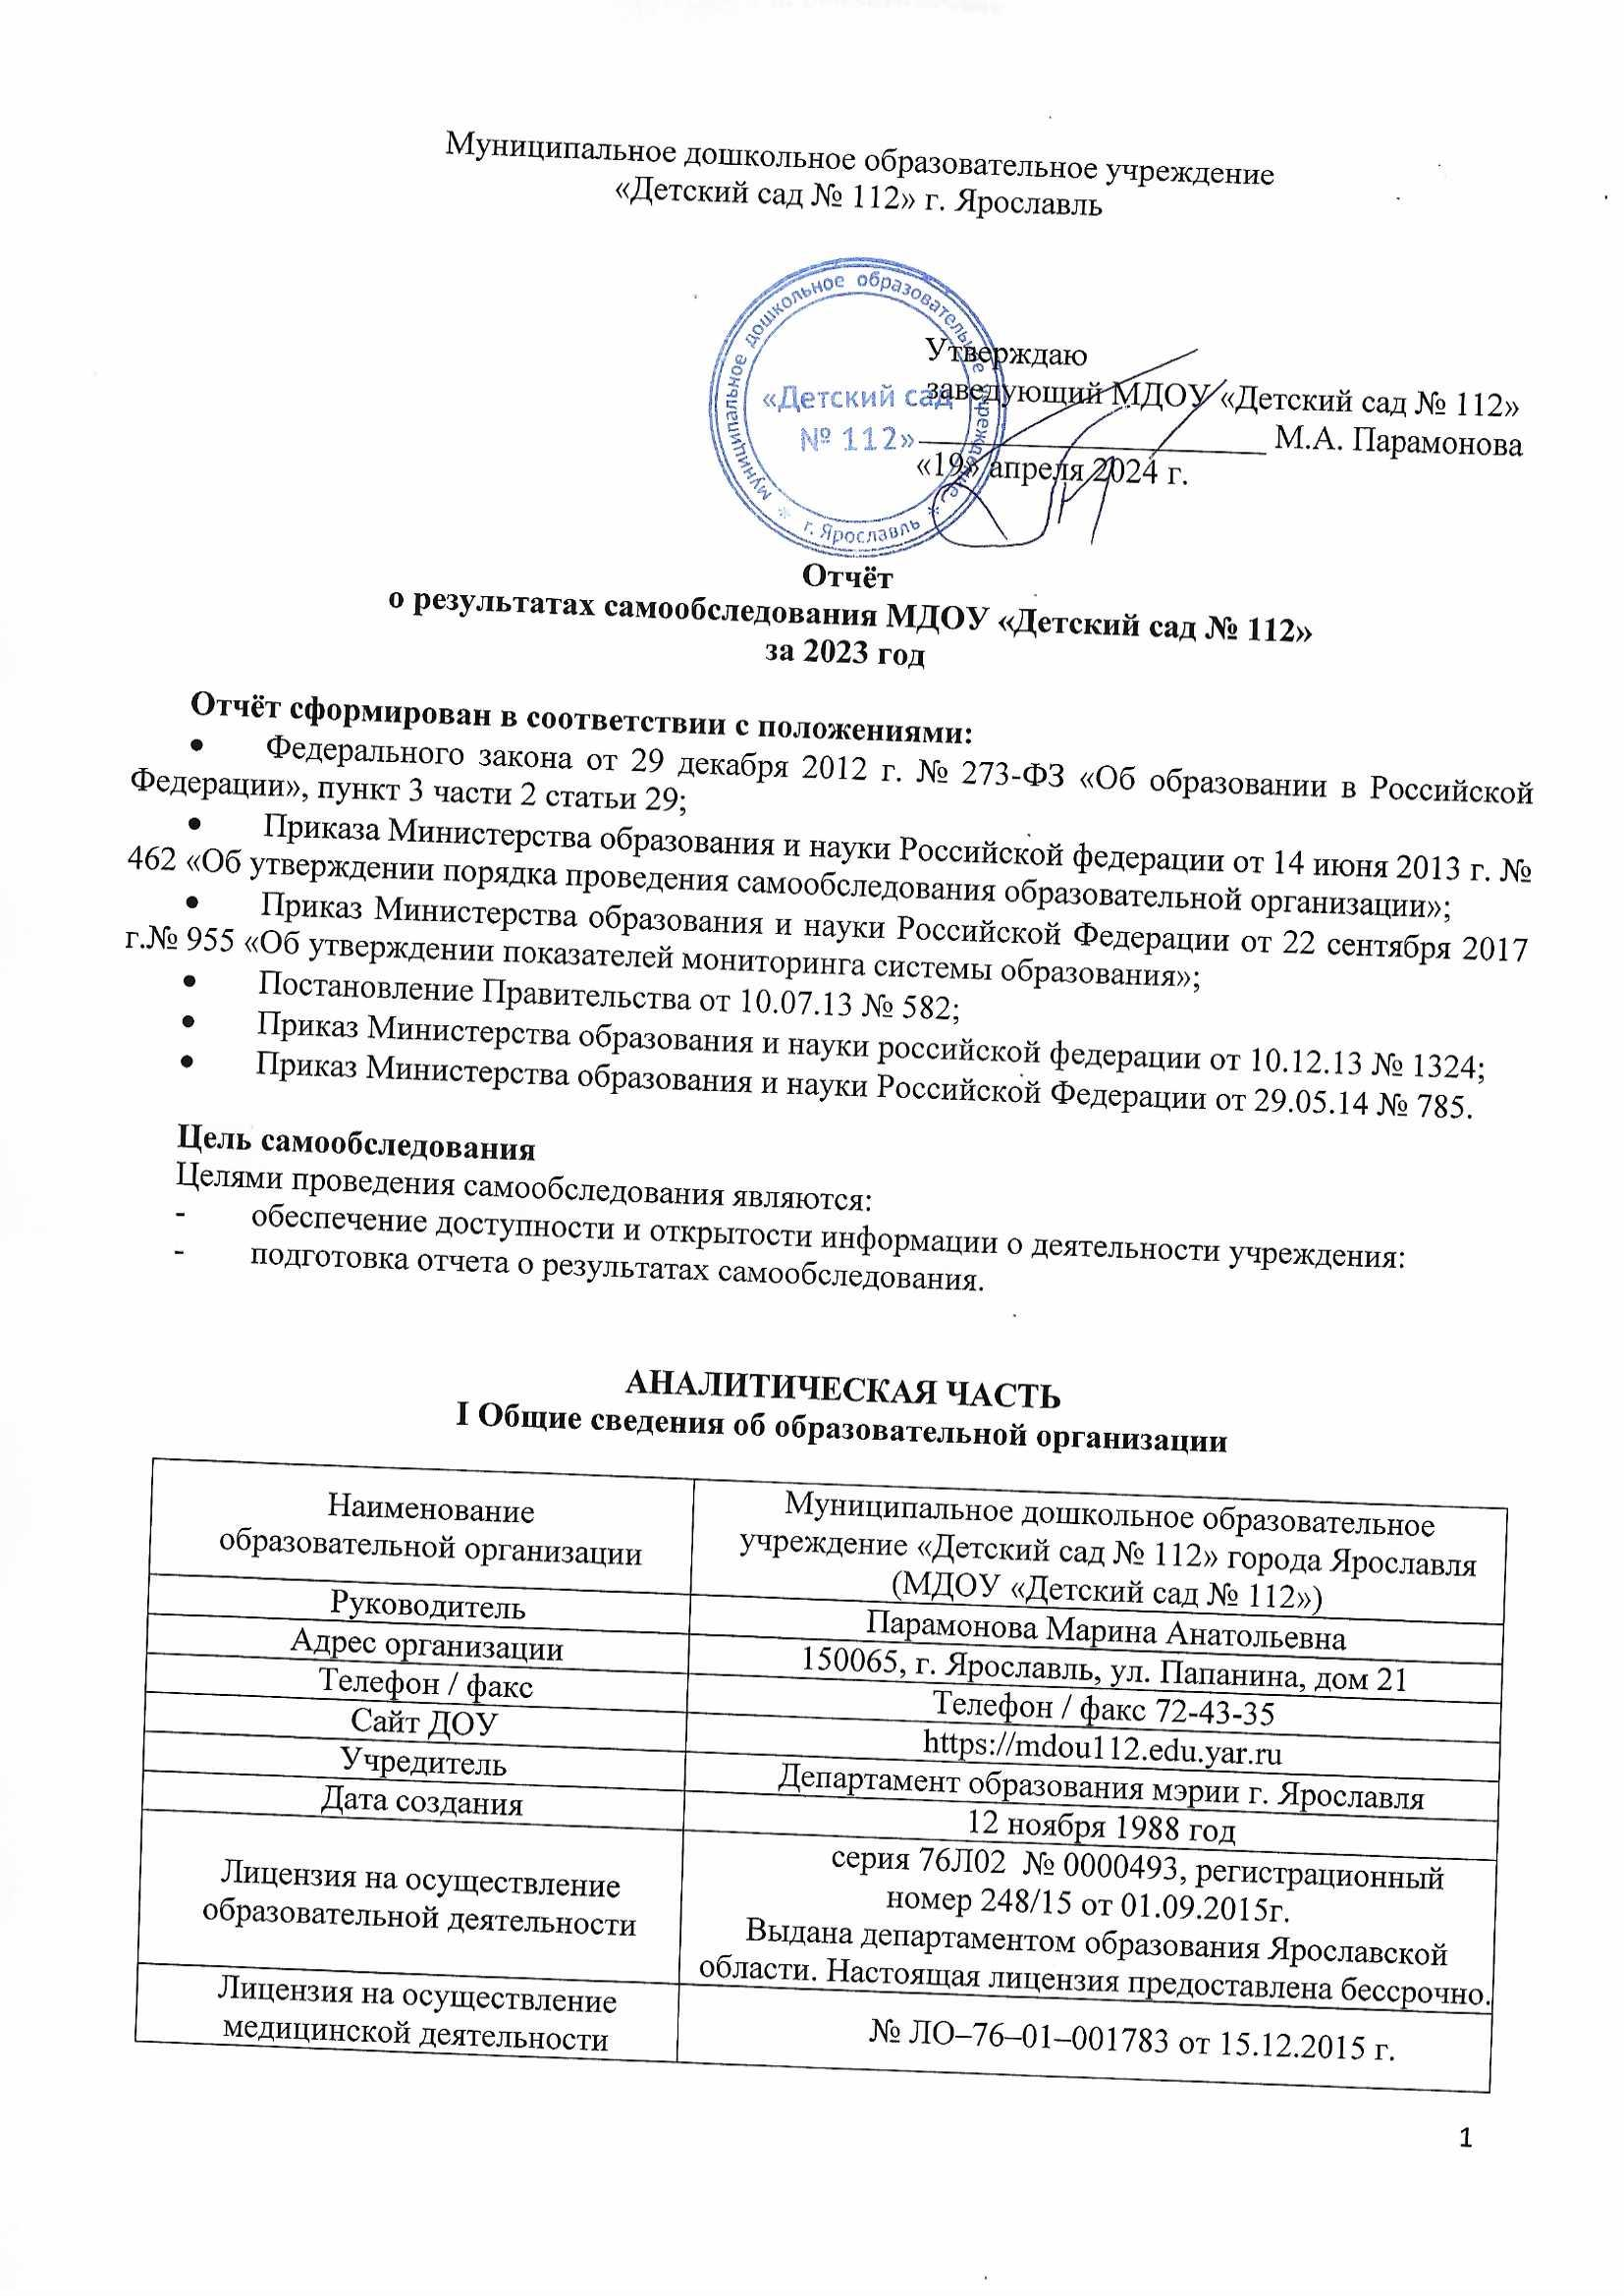 Муниципальное дошкольное образовательное учреждение
«Детский сад № 112» г. Ярославль
муниципальное дошкольное образовательное учреждение
«Детский сад
№ 112»
г. Ярославль
Утверждаю
заведующий МДОУ «Детский сад № 112»
М.А. Парамонова
«19» апреля 2024 г.
Отчёт
о результатах самообследования МДОУ «Детский сад № 112»
за 2023 год
Отчёт сформирован в соответствии с положениями:
• Федерального закона от 29 декабря 2012 г. № 273-ФЗ «Об образовании в Российской
Федерации», пункт 3 части 2 статьи 29;
• Приказа Министерства образования и науки Российской федерации от 14 июня 2013 г. №
462 «Об утверждении порядка проведения самообследования образовательной организации»;
• Приказ Министерства образования и науки Российской Федерации от 22 сентября 2017
г.№ 955 «Об утверждении показателей мониторинга системы образования»;
• Постановление Правительства от 10.07.13 № 582;
• Приказ Министерства образования и науки российской федерации от 10.12.13 № 1324;
• Приказ Министерства образования и науки Российской Федерации от 29.05.14 № 785.
Цель самообследования
Целями проведения самообследования являются:
- обеспечение доступности и открытости информации о деятельности учреждения:
- подготовка отчета о результатах самообследования.
АНАЛИТИЧЕСКАЯ ЧАСТЬ
I Общие сведения об образовательной организации
Наименование
образовательной организации
Муниципальное дошкольное образовательное
учреждение «Детский сад № 112» города Ярославля
(МДОУ «Детский сад № 112»)
Руководитель
Парамонова Марина Анатольевна
Адрес организации
150065, г. Ярославль, ул. Папанина, дом 21
Телефон / факс
Телефон / факс 72-43-35
Сайт ДОУ
https://mdou112.edu.yar.ru
Учредитель
Департамент образования мэрии г. Ярославля
Дата создания
12 ноября 1988 год
Лицензия на осуществление
образовательной деятельности
серия 76Л02 № 0000493, регистрационный
номер 248/15 от 01.09.2015г.
Выдана департаментом образования Ярославской
области. Настоящая лицензия предоставлена бессрочно.
Лицензия на осуществление
медицинской деятельности
№ ЛО–76–01–001783 от 15.12.2015 г.
1